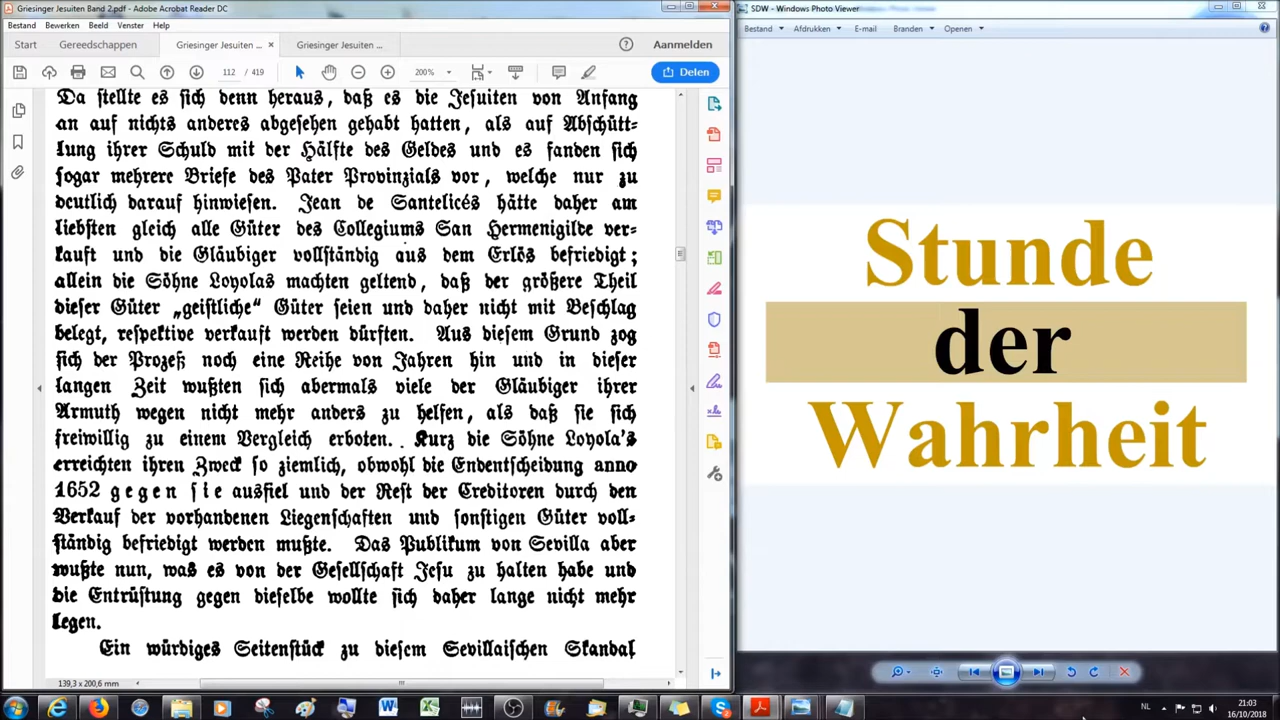 Griesinger Jesuiten Band 2.pdf - Adobe Acrobat Reader DC
Bestand Bewerken Beeld Venster Help
Start Gereedschappen Griesinger Jesuiten ... × Griesinger Jesuiten ... Aanmelden
112 / 419 200% Delen
Da stellte es sich denn heraus, daß es die Jesuiten von Anfang
an auf nichts anderes abgesehen gehabt hatten, als auf Abschütt-
lung ihrer Schuld mit der Hälfte des Geldes und es fanden sich
sogar mehrere Briefe des Pater Provinzials vor, welche nur zu
deutlich darauf hinwiesen. Jean de Santelicés hätte daher am
liebsten gleich alle Güter des Collegiums San Hermenigilde ver-
kauft und die Gläubiger vollständig aus dem Erlös befriedigt;
allein die Söhne Loyolas machten geltend, daß der größere Theil
dieser Güter „geistliche“ Güter seien und daher nicht mit Beschlag
belegt, respektive verkauft werden dürften. Aus diesem Grund zog
sich der Prozeß noch eine Reihe von Jahren hin und in dieser
langen Zeit wußten sich abermals viele der Gläubiger ihrer
Armuth wegen nicht mehr anders zu helfen, als daß sie sich
freiwillig zu einem Vergleich erboten. Kurz die Söhne Loyola's
erreichten ihren Zweck so ziemlich, obwohl die Endentscheidung anno
1652 gegen sie ausfiel und der Rest der Creditoren durch den
Verkauf der vorhandenen Liegenschaften und sonstigen Güter voll-
ständig befriedigt werden mußte. Das Publikum von Sevilla aber
wußte nun, was es von der Gesellschaft Jesu zu halten habe und
die Entrüstung gegen dieselbe wollte sich daher lange nicht mehr
legen.
Ein würdiges Seitenstück zu diesem Sevillaischen Skandal
139,3 x 200,6 mm
SDW - Windows Photo Viewer
Bestand Afdrukken E-mail Branden Openen
Stunde
der
Wahrheit
NL
21:03
16/10/2018